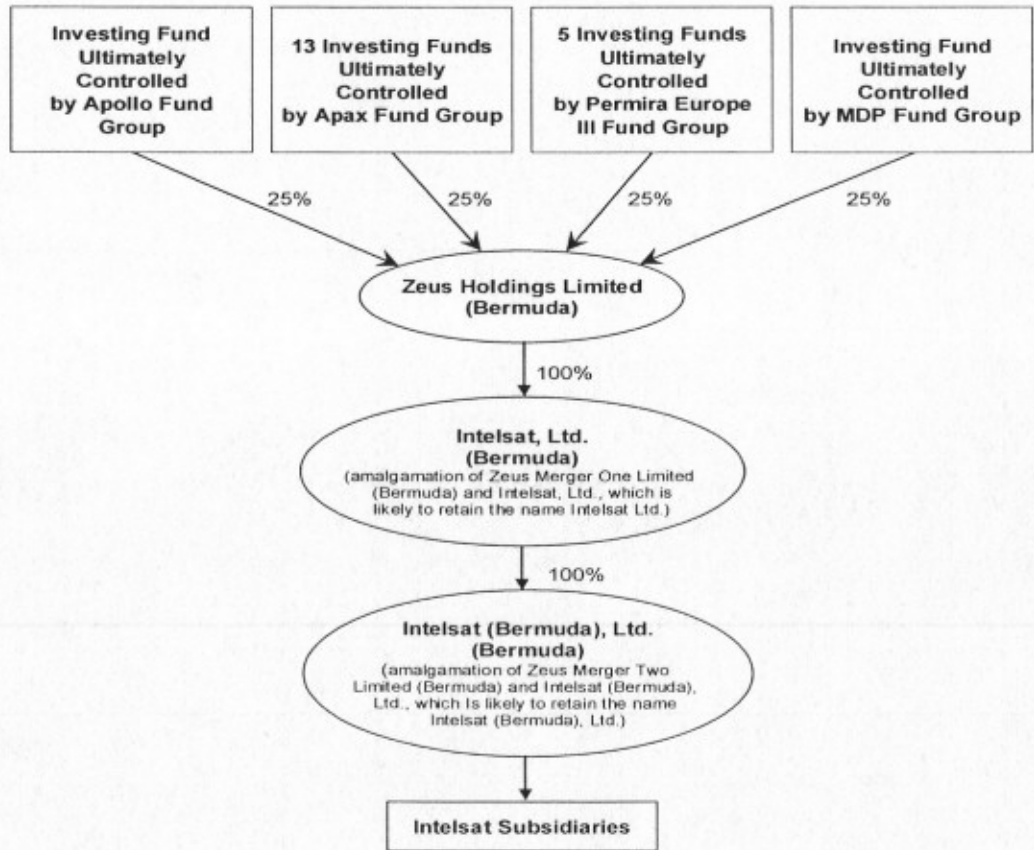 Investing Fund
Ultimately
Controlled
by Apollo Fund
Group
13 Investing Funds
Ultimately
Controlled
by Apax Fund Group
5 Investing Funds
Ultimately
Controlled
by Permira Europe
III Fund Group
Investing Fund
Ultimately
Controlled
by MDP Fund Group
25%
25%
25%
25%
Zeus Holdings Limited
(Bermuda)
100%
Intelsat, Ltd.
(Bermuda)
(amalgamation of Zeus Merger One Limited
(Bermuda) and Intelsat, Ltd., which is
likely to retain the name Intelsat Ltd.)
100%
Intelsat (Bermuda), Ltd.
(Bermuda)
(amalgamation of Zeus Merger Two
Limited (Bermuda) and Intelsat (Bermuda),
Ltd., which Is likely to retain the name
Intelsat (Bermuda), Ltd.)
Intelsat Subsidiaries